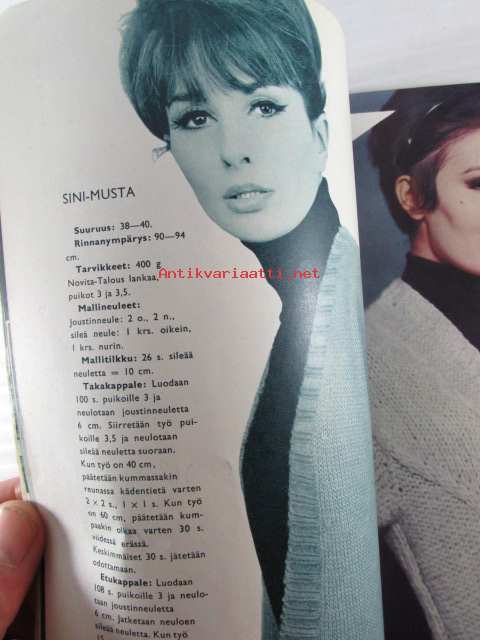 SINI-MUSTA
Suuruus: 38—40.
Rinnanympärys: 90—94
cm.
Tarvikkeet: 400 g
Novita-Talous lankaa,
puikot 3 ja 3,5.
Mallineuleet:
Joustinneule: 2 o., 2 n.,
sileä neule: 1 krs. oikein,
1 krs. nurin.
Mallitilkku: 26 s. sileää
neuletta = 10 cm.
Takakappale: Luodaan
100 s. puikoille 3 ja
neulotaan joustinneuletta
6 cm. Siirretään työ pui-
koille 3,5 ja neulotaan
sileää neuletta suoraan.
Kun työ on 40 cm,
päätetään kummassakin
reunassa kädentietä varten
2 × 2 s., 1 × 1 s. Kun työ
on 60 cm, päätetään kum-
paakin olkaa varten 30 s.
viidessä erässä.
Keskimmäiset 30 s. jätetään
odottamaan.
Etukappale: Luodaan
108 s. puikoille 3 ja neulo-
taan joustinneuletta
6 cm. Jatketaan neuloen
sileää neuletta. Kun työ
15
Antikvariaatti.net